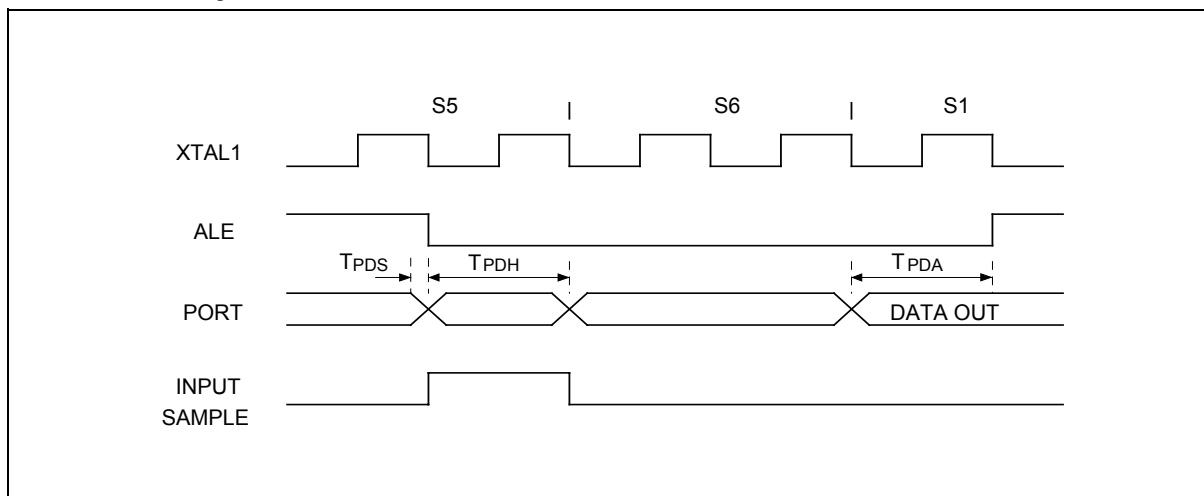 S5 S6 S1
XTAL1
ALE
TPDS TPDH TPDA
PORT DATA OUT
INPUT
SAMPLE